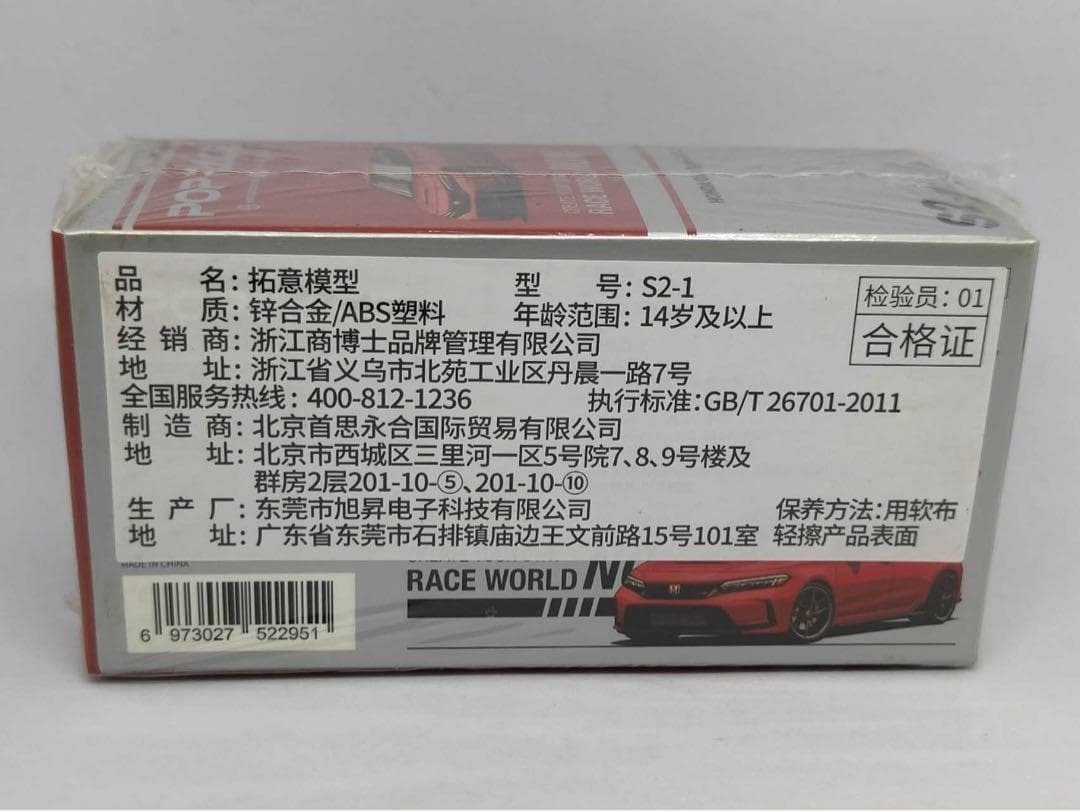 RACE WORLD
品 名：拓意模型 型 号：S2-1
材 质：锌合金/ABS塑料 年龄范围：14岁及以上
检验员：01
合格证
经 销 商：浙江商博士品牌管理有限公司
地 址：浙江省义乌市北苑工业区丹晨一路7号
全国服务热线：400-812-1236 执行标准：GB/T 26701-2011
制 造 商：北京首思永合国际贸易有限公司
地 址：北京市西城区三里河一区5号院7、8、9号楼及
群房2层201-10-⑤、201-10-⑩
生 产 厂：东莞市旭昇电子科技有限公司 保养方法：用软布
地 址：广东省东莞市石排镇庙边王文前路15号101室 轻擦产品表面
MADE IN CHINA
RACE WORLD
6 973027 522951